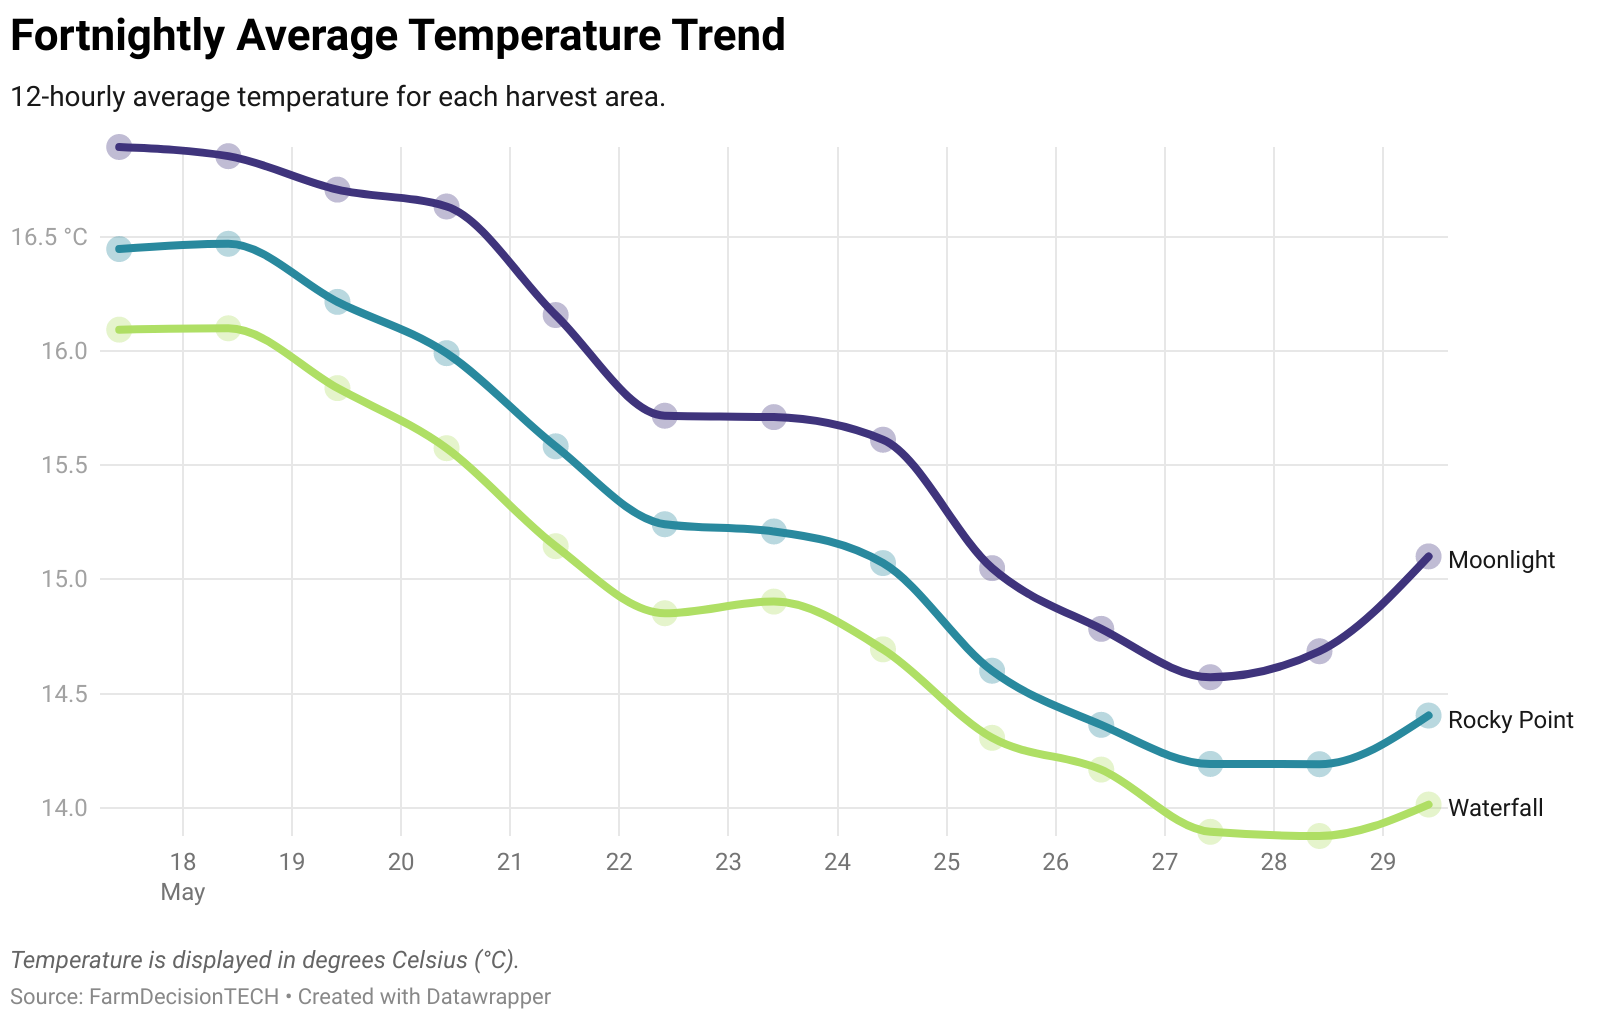 Fortnightly Average Temperature Trend
12-hourly average temperature for each harvest area.
16.5 °C
16.0
15.5
15.0
14.5
14.0
Moonlight
Rocky Point
Waterfall
18 19 20 21 22 23 24 25 26 27 28 29
May
Temperature is displayed in degrees Celsius (°C).
Source: FarmDecisionTECH • Created with Datawrapper